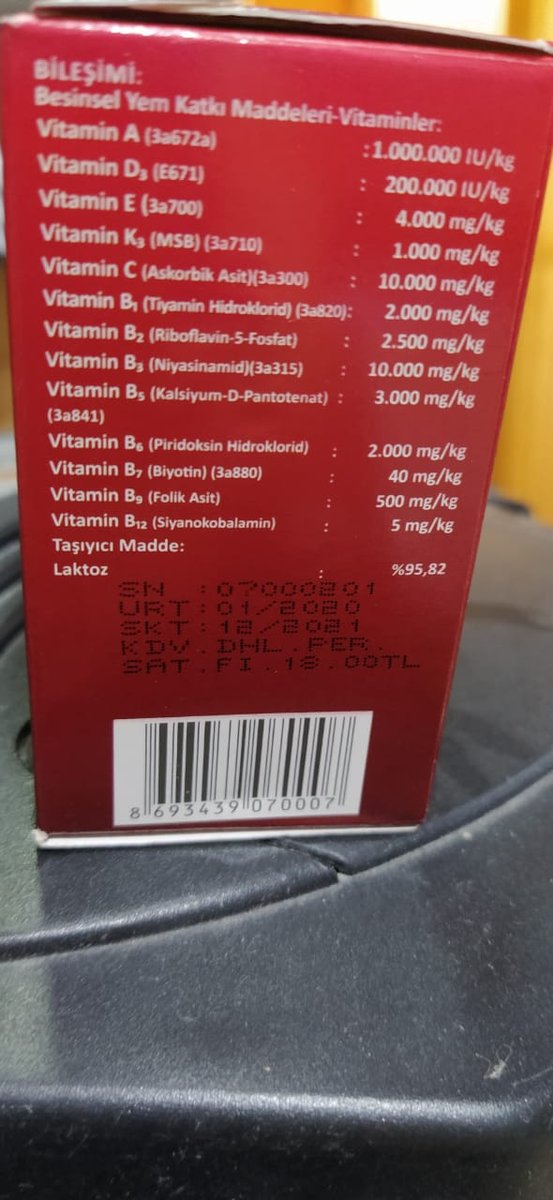 BİLEŞİMİ:
Besinsel Yem Katkı Maddeleri-Vitaminler:
Vitamin A (3a672a) :1.000.000 IU/kg
Vitamin D₃ (E671) : 200.000 IU/kg
Vitamin E (3a700) : 4.000 mg/kg
Vitamin K₃ (MSB) (3a710) : 1.000 mg/kg
Vitamin C (Askorbik Asit)(3a300) : 10.000 mg/kg
Vitamin B₁ (Tiyamin Hidroklorid) (3a820): 2.000 mg/kg
Vitamin B₂ (Riboflavin-5-Fosfat) : 2.500 mg/kg
Vitamin B₃ (Niyasinamid)(3a315) : 10.000 mg/kg
Vitamin B₅ (Kalsiyum-D-Pantotenat) : 3.000 mg/kg
(3a841)
Vitamin B₆ (Piridoksin Hidroklorid) : 2.000 mg/kg
Vitamin B₇ (Biyotin) (3a880) : 40 mg/kg
Vitamin B₉ (Folik Asit) : 500 mg/kg
Vitamin B₁₂ (Siyanokobalamin) : 5 mg/kg
Taşıyıcı Madde:
Laktoz : %95,82
SN : 07000201
URT: 01/2020
SKT: 12/2021
KDV. DHL. PER.
SAT. FI. 18.00TL
8 693439 070007